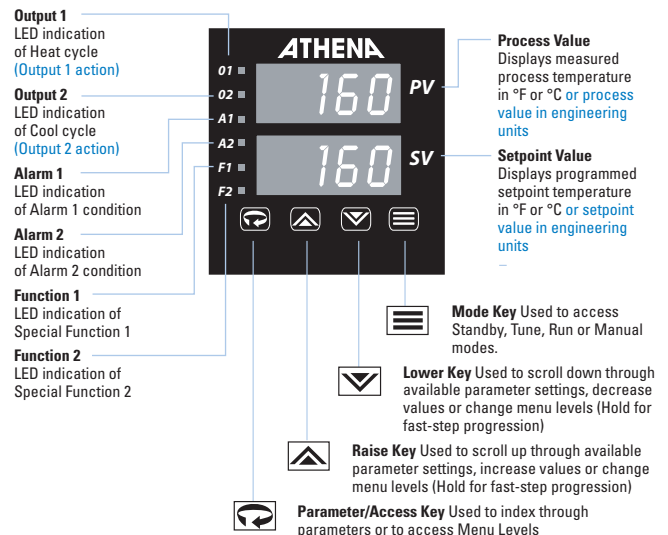 Output 1
LED indication
of Heat cycle
(Output 1 action)
Output 2
LED indication
of Cool cycle
(Output 2 action)
Alarm 1
LED indication
of Alarm 1 condition
Alarm 2
LED indication
of Alarm 2 condition
Function 1
LED indication of
Special Function 1
Function 2
LED indication of
Special Function 2
ATHENA
01
02
A1
A2
F1
F2
160
PV
160
SV
Process Value
Displays measured
process temperature
in °F or °C or process
value in engineering
units
Setpoint Value
Displays programmed
setpoint temperature
in °F or °C or setpoint
value in engineering
units
–
Mode Key Used to access
Standby, Tune, Run or Manual
modes.
Lower Key Used to scroll down through
available parameter settings, decrease
values or change menu levels (Hold for
fast-step progression)
Raise Key Used to scroll up through available
parameter settings, increase values or change
menu levels (Hold for fast-step progression)
Parameter/Access Key Used to index through
parameters or to access Menu Levels